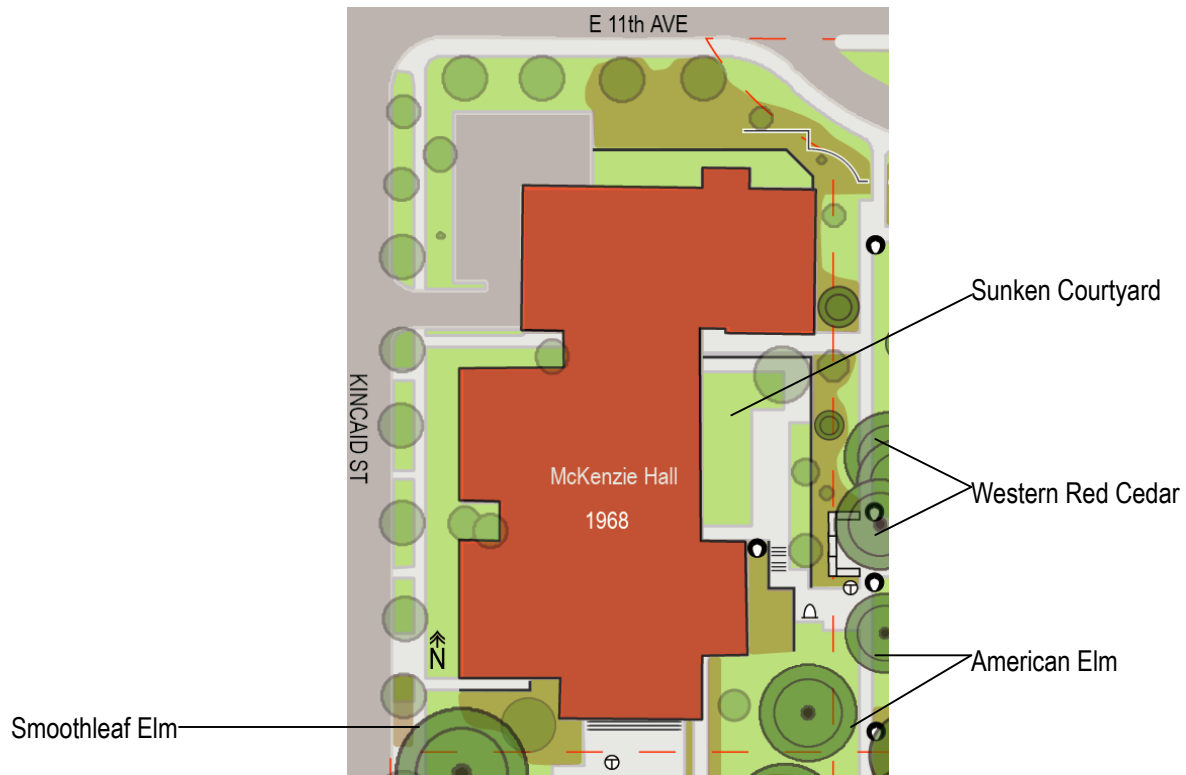 E 11th AVE
Sunken Courtyard
KINCAID ST
McKenzie Hall
1968
Western Red Cedar
N
American Elm
Smoothleaf Elm
T
T